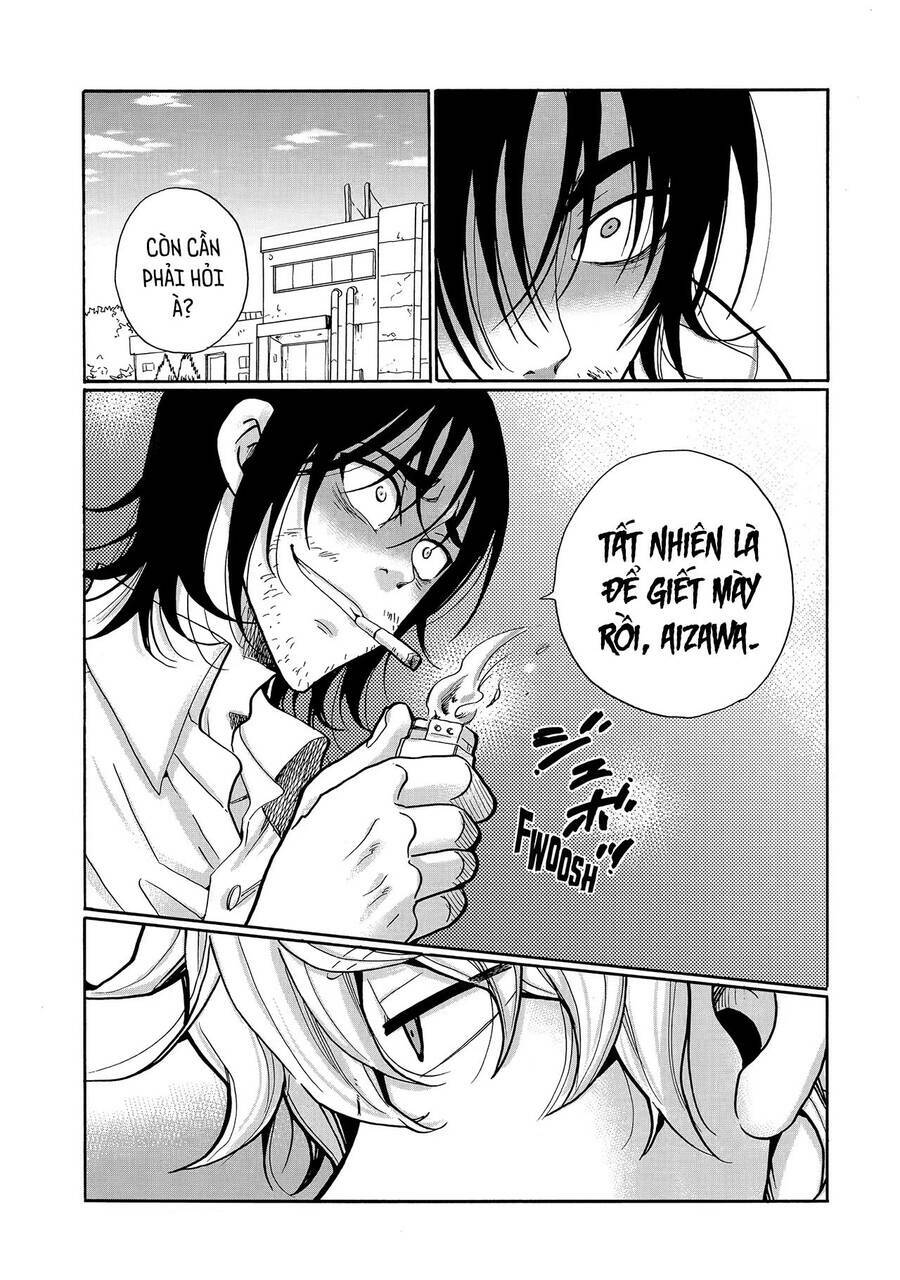 CÒN CẦN
PHẢI HỎI
À?
TẤT NHIÊN LÀ
ĐỂ GIẾT MÀY
RỒI, AIZAWA.
ジュボッ
FWOOSH